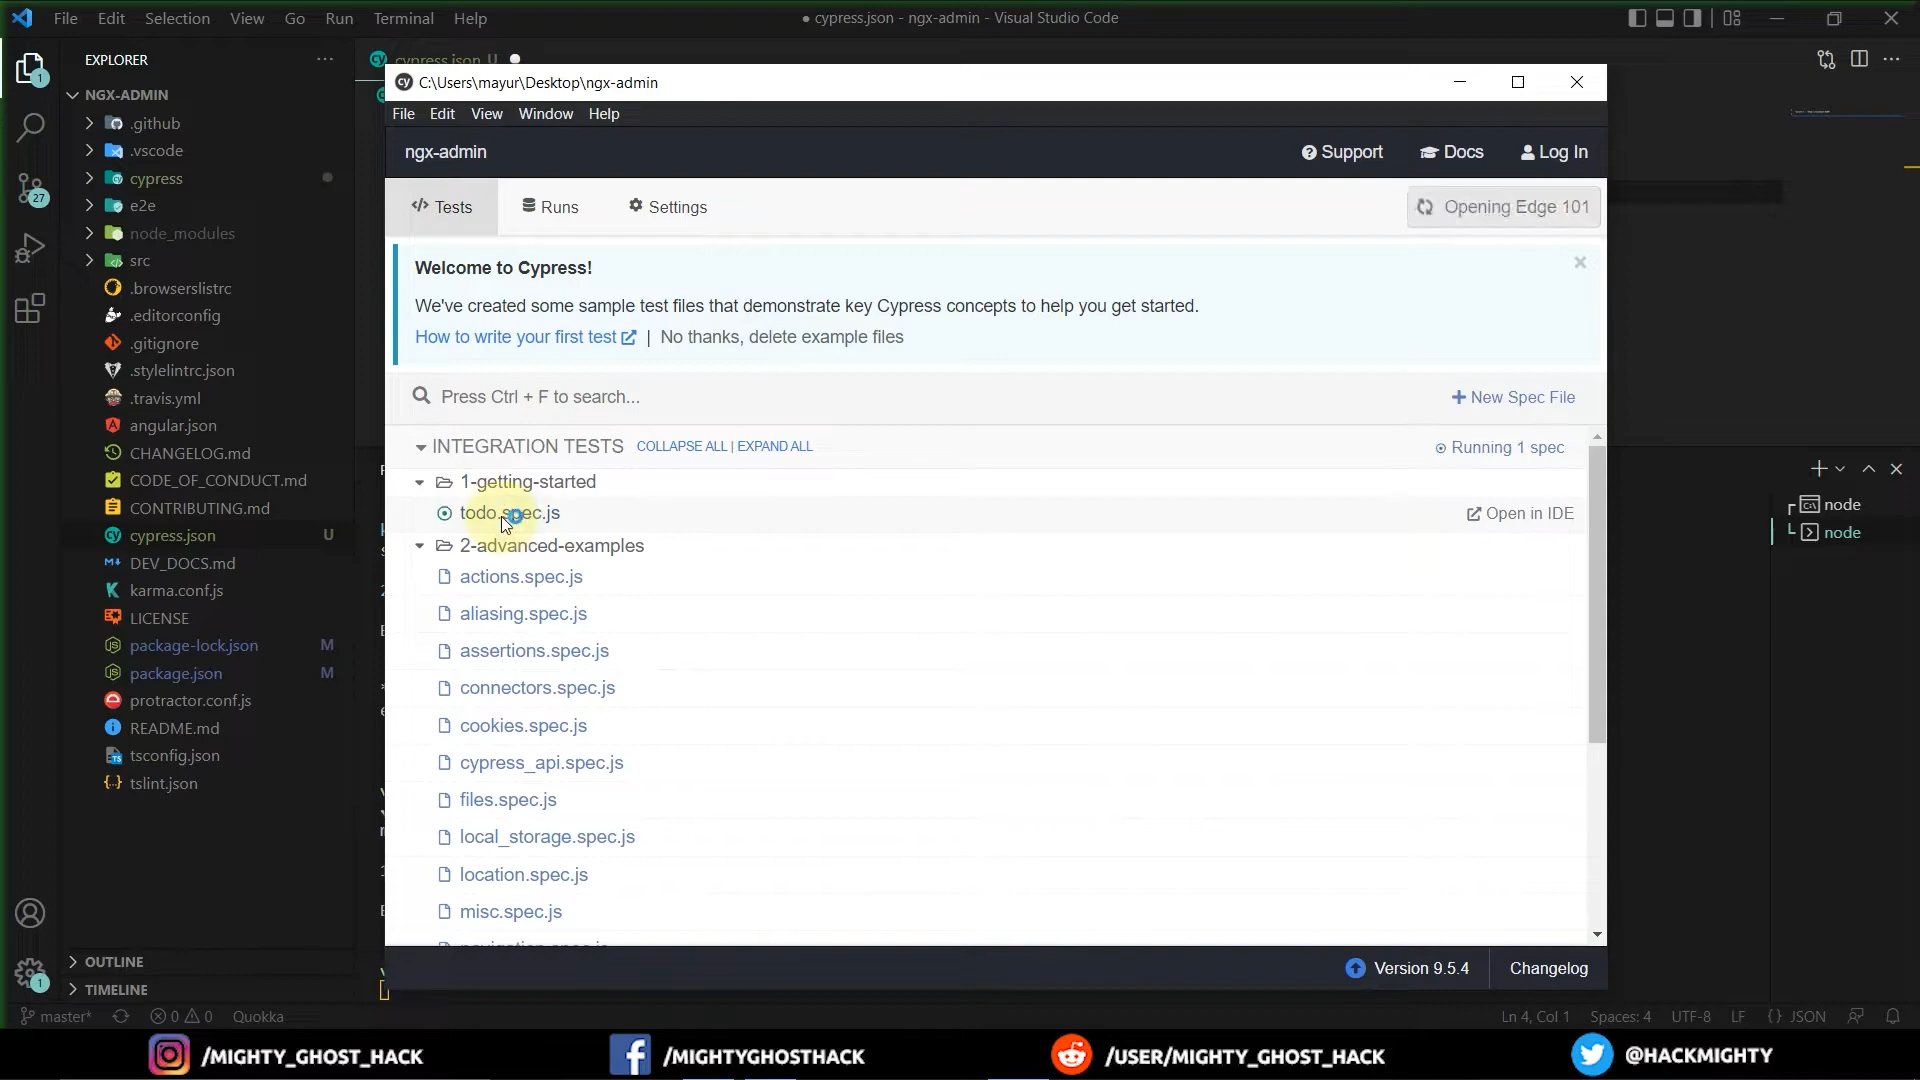 File Edit Selection View Go Run Terminal Help
● cypress.json - ngx-admin - Visual Studio Code
EXPLORER
cypress.json U
NGX-ADMIN
.github
.vscode
cypress
e2e
node_modules
src
.browserslistrc
.editorconfig
.gitignore
.stylelintrc.json
.travis.yml
angular.json
CHANGELOG.md
CODE_OF_CONDUCT.md
CONTRIBUTING.md
cypress.json U
DEV_DOCS.md
karma.conf.js
LICENSE
package-lock.json M
package.json M
protractor.conf.js
README.md
tsconfig.json
tslint.json
OUTLINE
TIMELINE
1
27
1
C:\Users\mayur\Desktop\ngx-admin
File Edit View Window Help
ngx-admin
Support Docs Log In
Tests Runs Settings
Opening Edge 101
Welcome to Cypress!
We've created some sample test files that demonstrate key Cypress concepts to help you get started.
How to write your first test | No thanks, delete example files
Press Ctrl + F to search...
New Spec File
INTEGRATION TESTS COLLAPSE ALL | EXPAND ALL
Running 1 spec
1-getting-started
todo.spec.js
Open in IDE
2-advanced-examples
actions.spec.js
aliasing.spec.js
assertions.spec.js
connectors.spec.js
cookies.spec.js
cypress_api.spec.js
files.spec.js
local_storage.spec.js
location.spec.js
misc.spec.js
Version 9.5.4
Changelog
node
node
master* 0 0 Quokka
Ln 4, Col 1 Spaces: 4 UTF-8 LF {} JSON
/MIGHTY_GHOST_HACK
/MIGHTYGHOSTHACK
/USER/MIGHTY_GHOST_HACK
@HACKMIGHTY